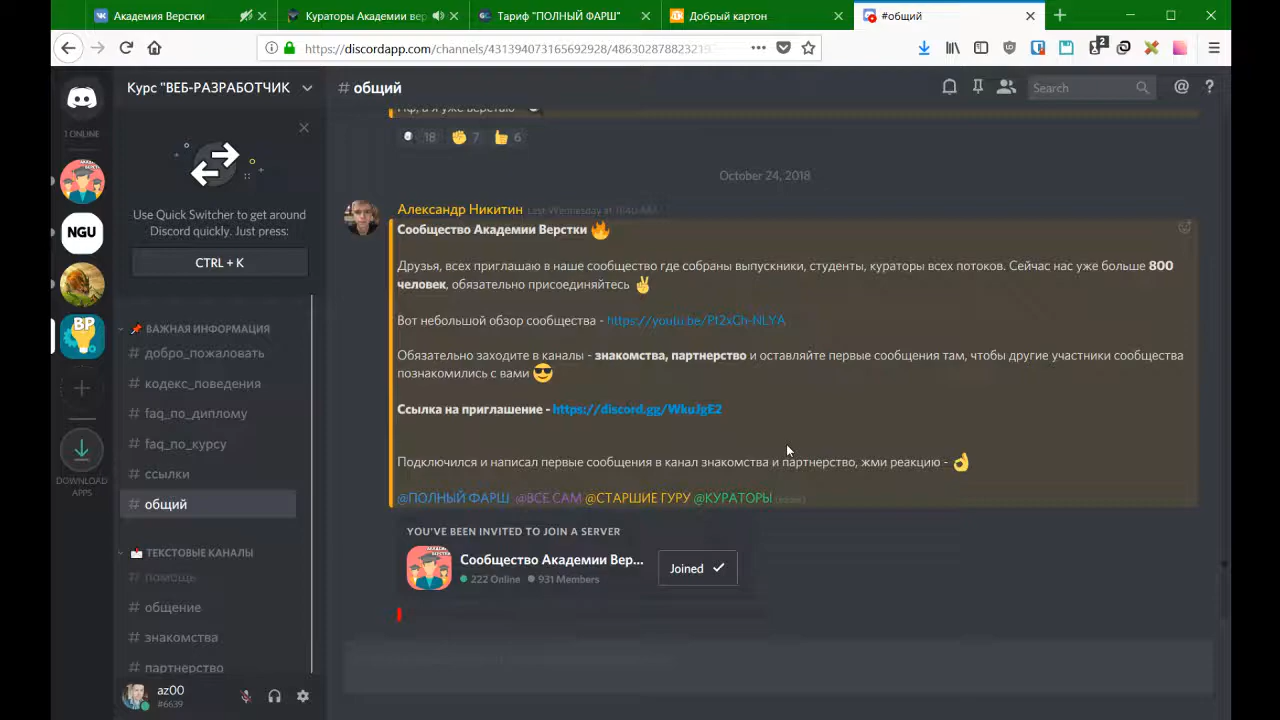 Академия Верстки
Кураторы Академии вер
Тариф "ПОЛНЫЙ ФАРШ"
Добрый картон
#общий
https://discordapp.com/channels/431394073165692928/486302878823219
2
1 ONLINE
NGU
BP
DOWNLOAD
APPS
Курс "ВЕБ-РАЗРАБОТЧИК
Use Quick Switcher to get around
Discord quickly. Just press:
CTRL + K
ВАЖНАЯ ИНФОРМАЦИЯ
# добро_пожаловать
# кодекс_поведения
# faq_по_диплому
# faq_по_курсу
# ссылки
# общий
ТЕКСТОВЫЕ КАНАЛЫ
# помощь
# общение
# знакомства
# партнерство
az00
#6639
# общий
Search
18 7 6
October 24, 2018
Александр Никитин Last Wednesday at
Сообщество Академии Верстки
Друзья, всех приглашаю в наше сообщество где собраны выпускники, студенты, кураторы всех потоков. Сейчас нас уже больше 800
человек, обязательно присоединяйтесь
Вот небольшой обзор сообщества - https://youtu.be/Pf2xCh-NLYA
Обязательно заходите в каналы - знакомства, партнерство и оставляйте первые сообщения там, чтобы другие участники сообщества
познакомились с вами
Ссылка на приглашение - https://discord.gg/WkuJgE2
Подключился и написал первые сообщения в канал знакомства и партнерство, жми реакцию -
@ПОЛНЫЙ ФАРШ @ВСЕ САМ @СТАРШИЕ ГУРУ @КУРАТОРЫ (edited)
YOU'VE BEEN INVITED TO JOIN A SERVER
Сообщество Академии Вер...
222 Online 931 Members
Joined